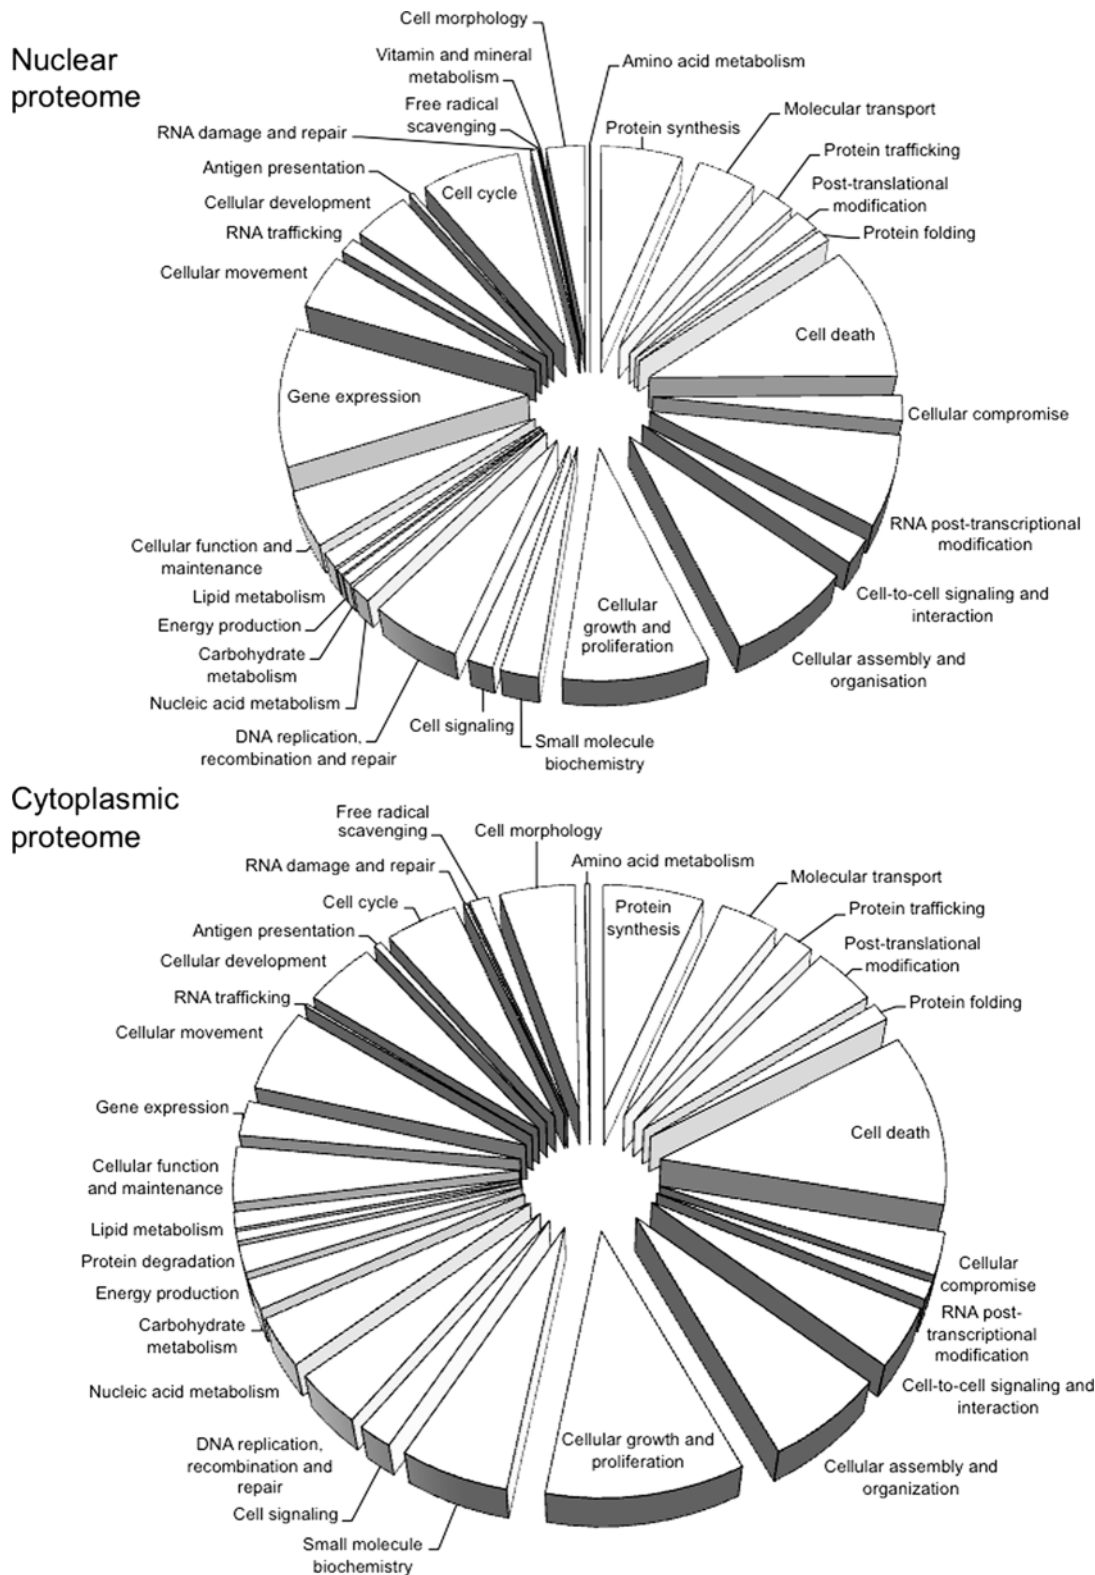 Nuclear
proteome
Cell morphology
Vitamin and mineral
metabolism
Free radical
scavenging
RNA damage and repair
Antigen presentation
Cellular development
RNA trafficking
Cellular movement
Cell cycle
Gene expression
Amino acid metabolism
Protein synthesis
Molecular transport
Protein trafficking
Post-translational
modification
Protein folding
Cell death
Cellular compromise
RNA post-transcriptional
modification
Cell-to-cell signaling and
interaction
Cellular assembly and
organisation
Cellular
growth and
proliferation
Small molecule
biochemistry
Cell signaling
DNA replication,
recombination and repair
Nucleic acid metabolism
Carbohydrate
metabolism
Energy production
Lipid metabolism
Cellular function and
maintenance
Cytoplasmic
proteome
Free radical
scavenging
Cell morphology
RNA damage and repair
Cell cycle
Antigen presentation
Cellular development
RNA trafficking
Cellular movement
Gene expression
Cellular function
and maintenance
Lipid metabolism
Protein degradation
Energy production
Carbohydrate
metabolism
Nucleic acid metabolism
DNA replication,
recombination and
repair
Cell signaling
Small molecule
biochemistry
Amino acid metabolism
Protein
synthesis
Molecular transport
Protein trafficking
Post-translational
modification
Protein folding
Cell death
Cellular
compromise
RNA post-
transcriptional
modification
Cell-to-cell signaling and
interaction
Cellular assembly and
organization
Cellular growth and
proliferation